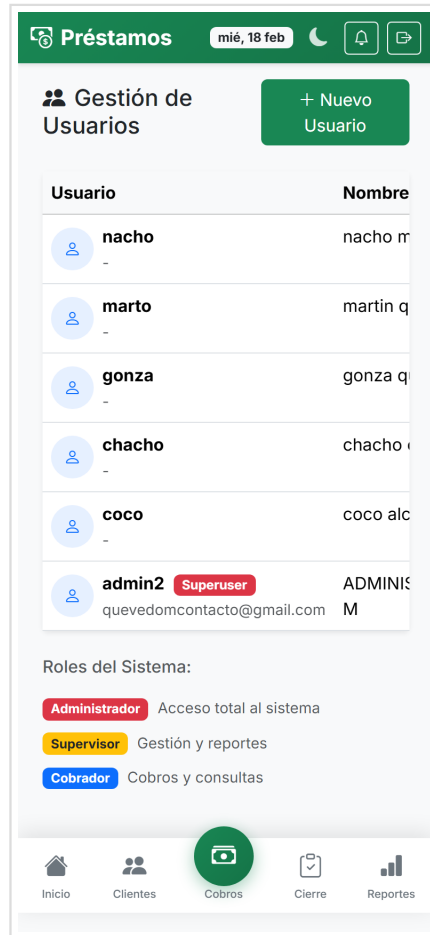 Préstamos mié, 18 feb
Gestión de
Usuarios
+ Nuevo
Usuario
Usuario Nombre
nacho nacho m
-
marto martin q
-
gonza gonza q
-
chacho chacho
-
coco coco alc
-
admin2 Superuser ADMINIS
quevedomcontacto@gmail.com M
Roles del Sistema:
Administrador Acceso total al sistema
Supervisor Gestión y reportes
Cobrador Cobros y consultas
Inicio Clientes Cobros Cierre Reportes